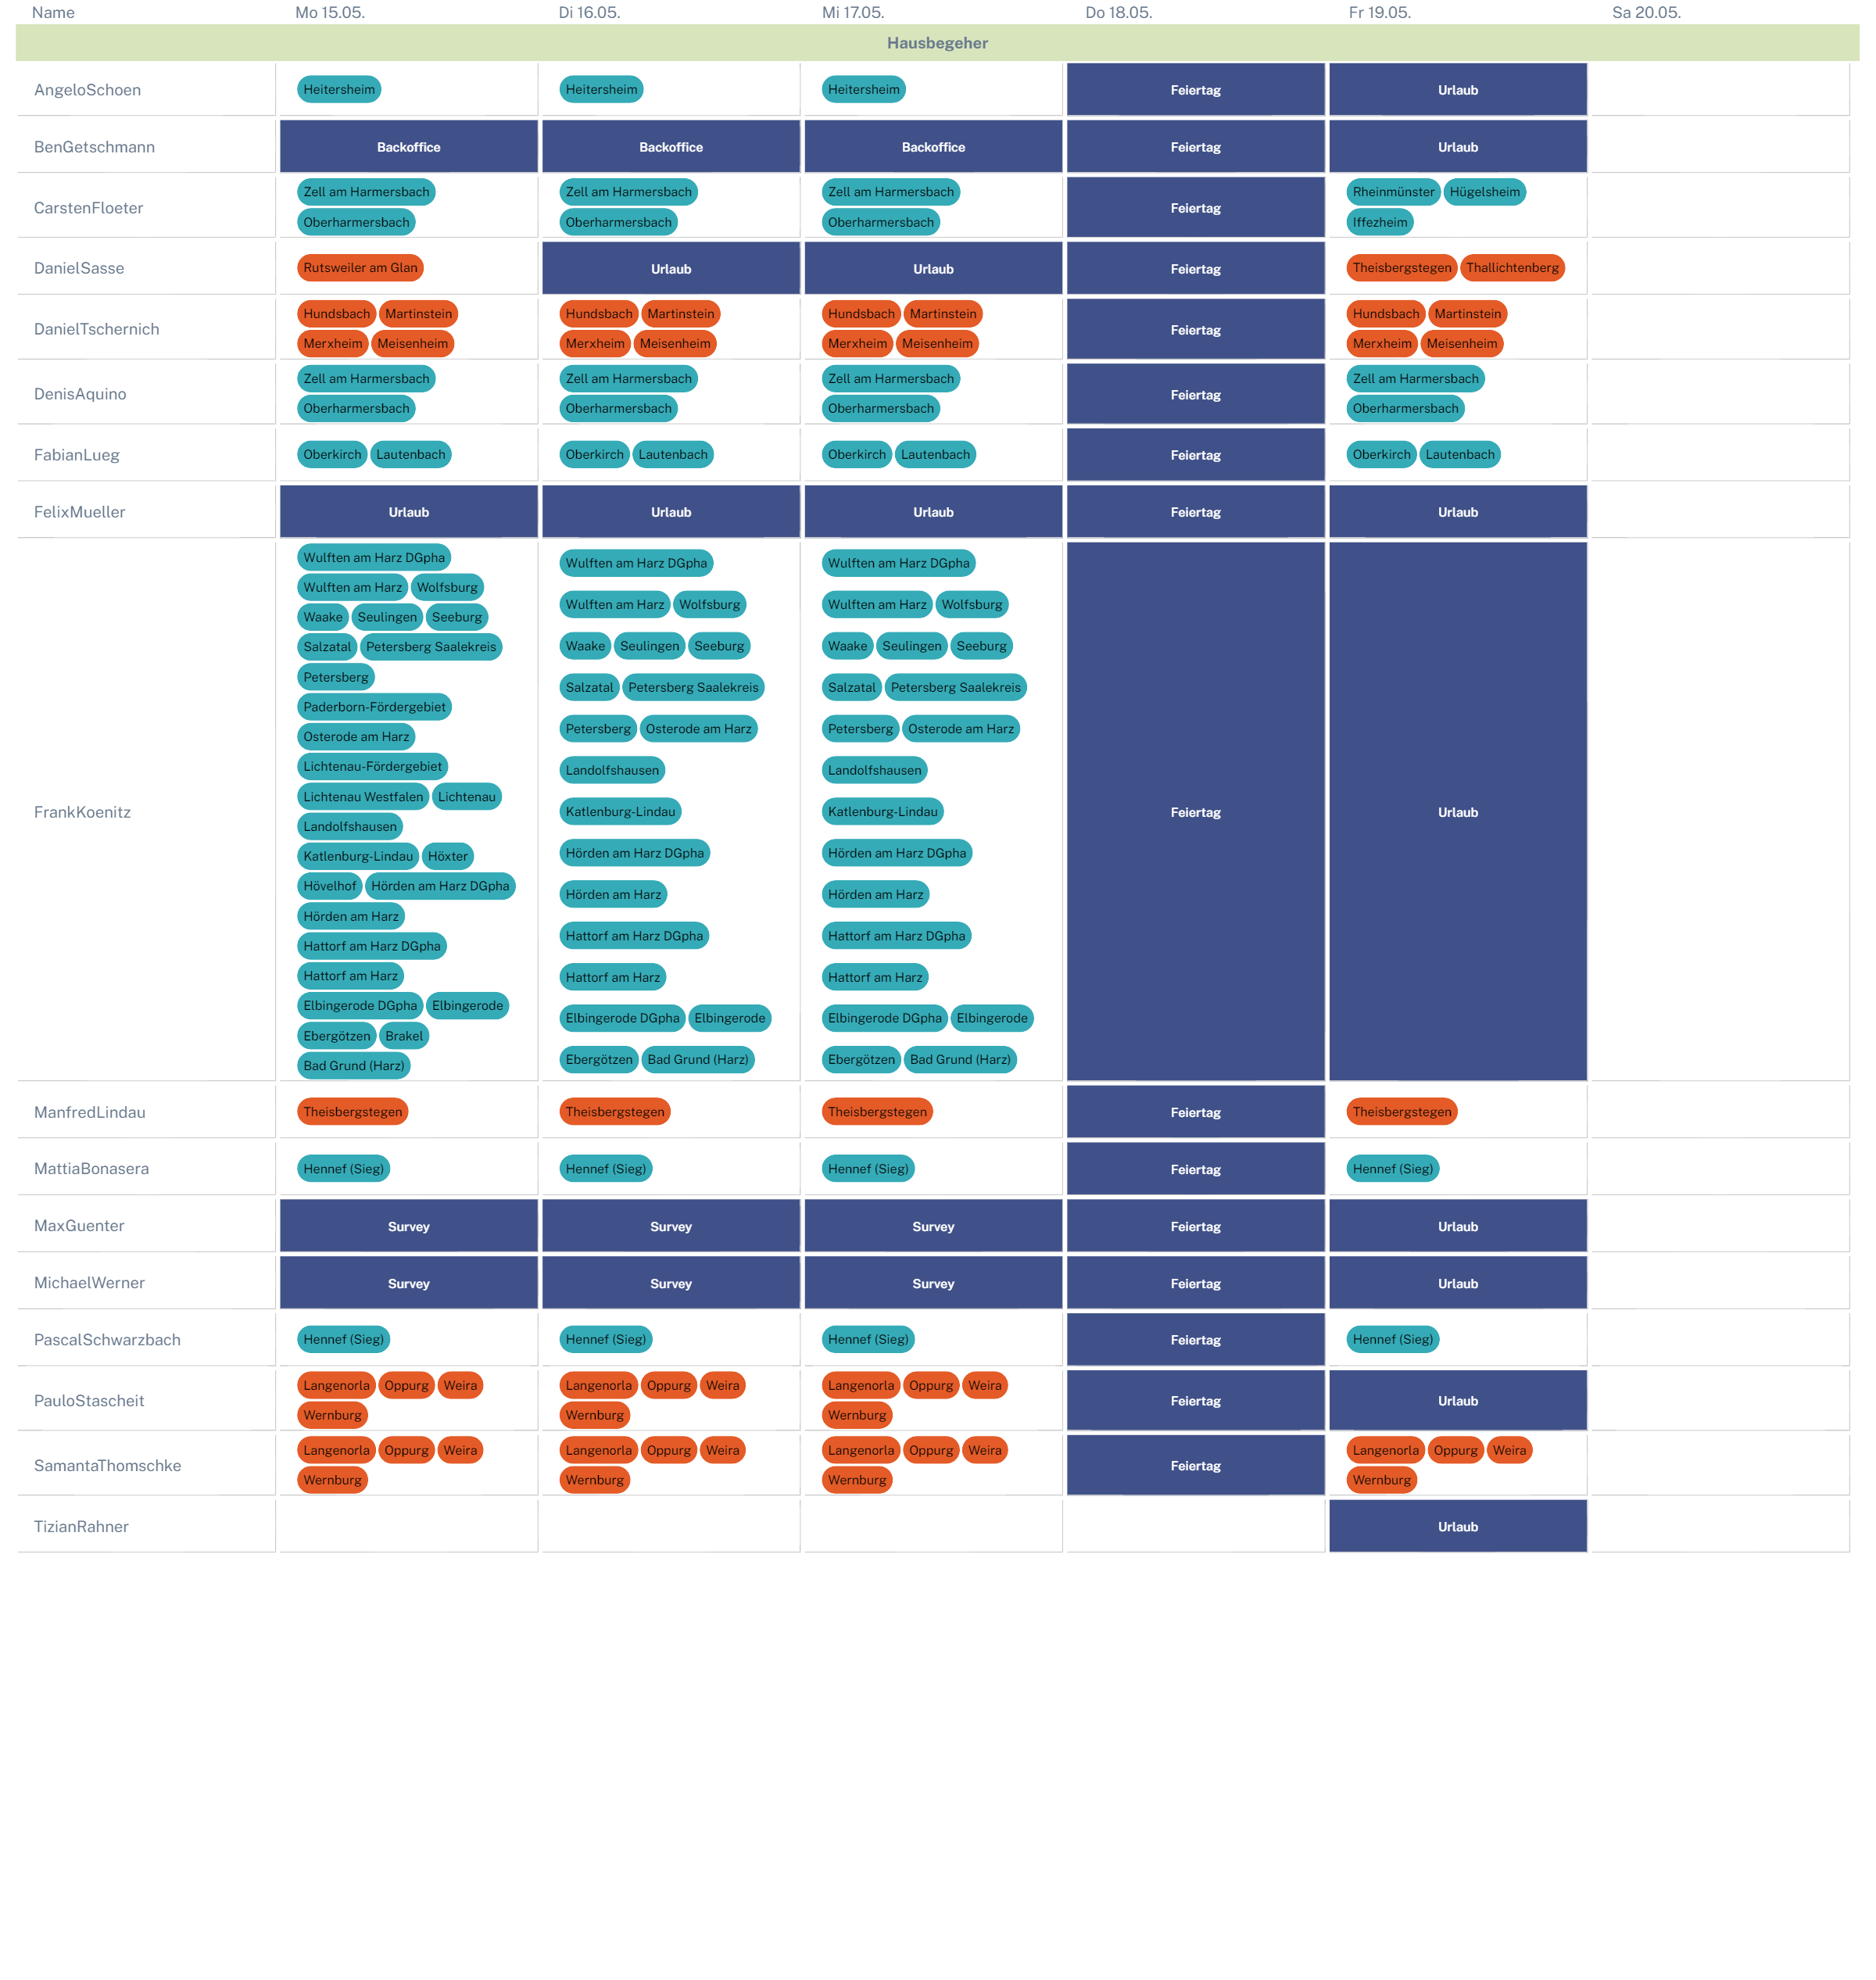 Name Mo 15.05. Di 16.05. Mi 17.05. Do 18.05. Fr 19.05. Sa 20.05.
Hausbegeher
AngeloSchoen Heitersheim Heitersheim Heitersheim Feiertag Urlaub
BenGetschmann Backoffice Backoffice Backoffice Feiertag Urlaub
CarstenFloeter
Zell am Harmersbach
Oberharmersbach
Zell am Harmersbach
Oberharmersbach
Zell am Harmersbach
Oberharmersbach
Feiertag
Rheinmünster Hügelsheim
Iffezheim
DanielSasse Rutsweiler am Glan Urlaub Urlaub Feiertag Theisbergstegen Thallichtenberg
DanielTschernich
Hundsbach Martinstein
Merxheim Meisenheim
Hundsbach Martinstein
Merxheim Meisenheim
Hundsbach Martinstein
Merxheim Meisenheim
Feiertag
Hundsbach Martinstein
Merxheim Meisenheim
DenisAquino
Zell am Harmersbach
Oberharmersbach
Zell am Harmersbach
Oberharmersbach
Zell am Harmersbach
Oberharmersbach
Feiertag
Zell am Harmersbach
Oberharmersbach
FabianLueg Oberkirch Lautenbach Oberkirch Lautenbach Oberkirch Lautenbach Feiertag Oberkirch Lautenbach
FelixMueller Urlaub Urlaub Urlaub Feiertag Urlaub
FrankKoenitz
Wulften am Harz DGpha
Wulften am Harz Wolfsburg
Waake Seulingen Seeburg
Salzatal Petersberg Saalekreis
Petersberg
Paderborn-Fördergebiet
Osterode am Harz
Lichtenau-Fördergebiet
Lichtenau Westfalen Lichtenau
Landolfshausen
Katlenburg-Lindau Höxter
Hövelhof Hörden am Harz DGpha
Hörden am Harz
Hattorf am Harz DGpha
Hattorf am Harz
Elbingerode DGpha Elbingerode
Ebergötzen Brakel
Bad Grund (Harz)
Wulften am Harz DGpha
Wulften am Harz Wolfsburg
Waake Seulingen Seeburg
Salzatal Petersberg Saalekreis
Petersberg Osterode am Harz
Landolfshausen
Katlenburg-Lindau
Hörden am Harz DGpha
Hörden am Harz
Hattorf am Harz DGpha
Hattorf am Harz
Elbingerode DGpha Elbingerode
Ebergötzen Bad Grund (Harz)
Wulften am Harz DGpha
Wulften am Harz Wolfsburg
Waake Seulingen Seeburg
Salzatal Petersberg Saalekreis
Petersberg Osterode am Harz
Landolfshausen
Katlenburg-Lindau
Hörden am Harz DGpha
Hörden am Harz
Hattorf am Harz DGpha
Hattorf am Harz
Elbingerode DGpha Elbingerode
Ebergötzen Bad Grund (Harz)
Feiertag
Urlaub
ManfredLindau Theisbergstegen Theisbergstegen Theisbergstegen Feiertag Theisbergstegen
MattiaBonasera Hennef (Sieg) Hennef (Sieg) Hennef (Sieg) Feiertag Hennef (Sieg)
MaxGuenter Survey Survey Survey Feiertag Urlaub
MichaelWerner Survey Survey Survey Feiertag Urlaub
PascalSchwarzbach Hennef (Sieg) Hennef (Sieg) Hennef (Sieg) Feiertag Hennef (Sieg)
PauloStascheit
Langenorla Oppurg Weira
Wernburg
Langenorla Oppurg Weira
Wernburg
Langenorla Oppurg Weira
Wernburg
Feiertag
Urlaub
SamantaThomschke
Langenorla Oppurg Weira
Wernburg
Langenorla Oppurg Weira
Wernburg
Langenorla Oppurg Weira
Wernburg
Feiertag
Langenorla Oppurg Weira
Wernburg
TizianRahner Urlaub